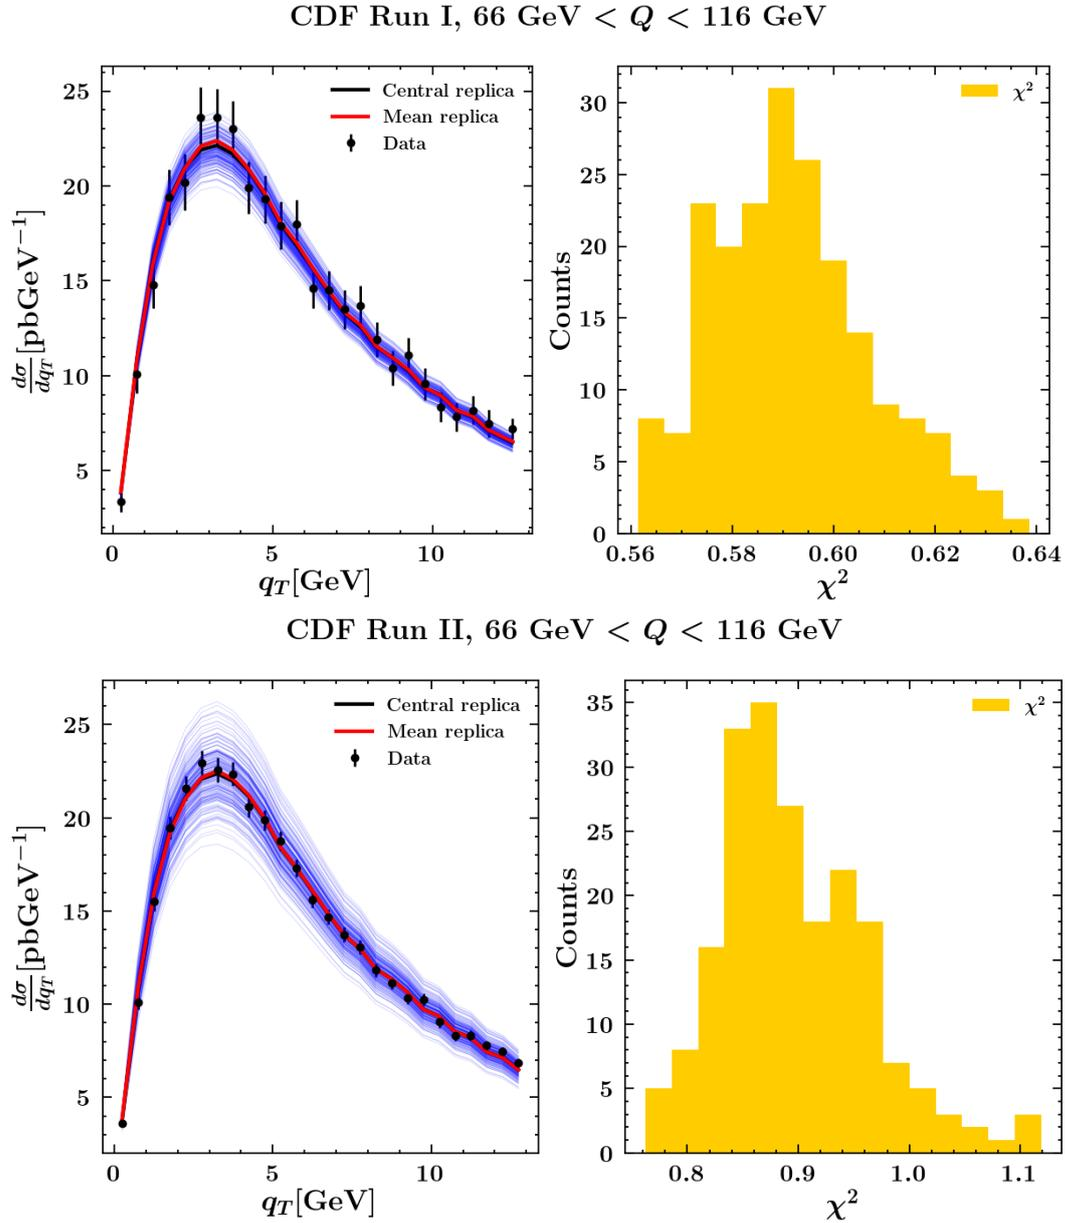 CDF Run I, 66 GeV < Q < 116 GeV
25
20
15
10
5
0 5 10
dσ/dq_T [pbGeV⁻¹]
q_T[GeV]
Central replica
Mean replica
Data
30
25
20
15
10
5
0
0.56 0.58 0.60 0.62 0.64
Counts
χ²
χ²
CDF Run II, 66 GeV < Q < 116 GeV
25
20
15
10
5
0 5 10
dσ/dq_T [pbGeV⁻¹]
q_T[GeV]
Central replica
Mean replica
Data
35
30
25
20
15
10
5
0
0.8 0.9 1.0 1.1
Counts
χ²
χ²